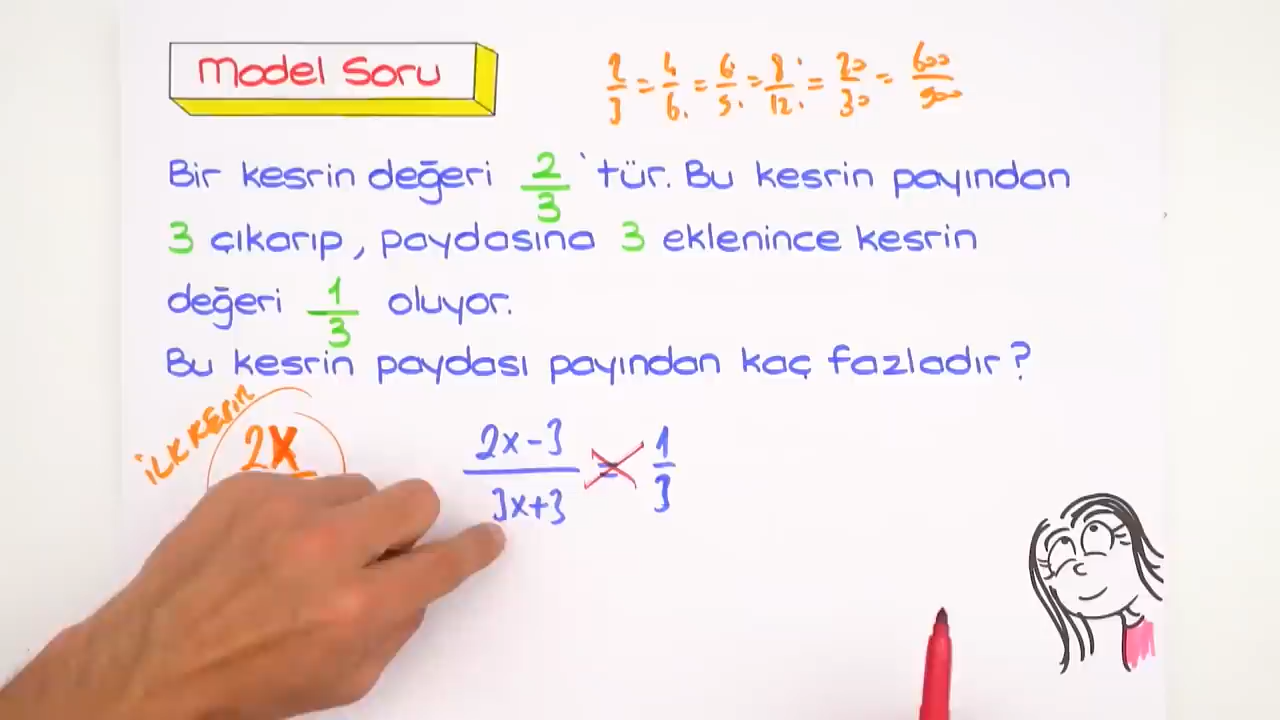 Model Soru
2/3 = 4/6 = 6/9 = 8/12 = 20/30 = 600/900
Bir kesrin değeri 2/3 'tür. Bu kesrin payından
3 çıkarıp, paydasına 3 eklenince kesrin
değeri 1/3 oluyor.
Bu kesrin paydası payından kaç fazladır?
İLK KESİR
2x
2x-3/3x+3 = 1/3